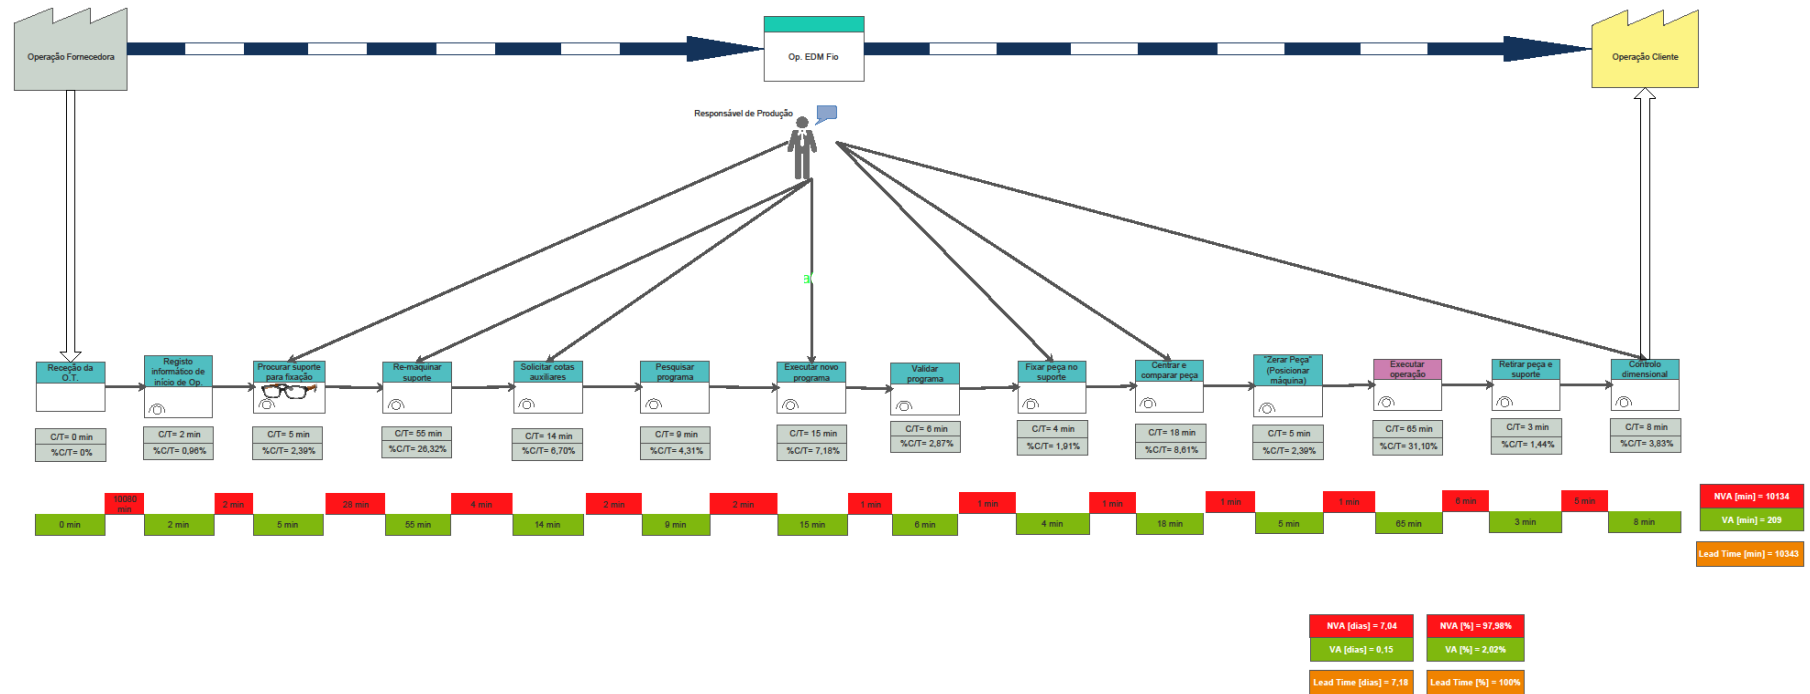 Operação Fornecedora
Op. EDM Fio
Operação Cliente
Responsável de Produção
Receção da
O.T.
Registo
informático de
início de Op.
Procurar suporte
para fixação
Re-maquinar
suporte
Solicitar cotas
auxiliares
Pesquisar
programa
Executar novo
programa
Validar
programa
Fixar peça no
suporte
Centrar e
comparar peça
"Zerar Peça"
(Posicionar
máquina)
Executar
operação
Retirar peça e
suporte
Controlo
dimensional
C/T= 0 min
%C/T= 0%
C/T= 2 min
%C/T= 0,96%
C/T= 5 min
%C/T= 2,39%
C/T= 55 min
%C/T= 26,32%
C/T= 14 min
%C/T= 6,70%
C/T= 9 min
%C/T= 4,31%
C/T= 15 min
%C/T= 7,18%
C/T= 6 min
%C/T= 2,87%
C/T= 4 min
%C/T= 1,91%
C/T= 18 min
%C/T= 8,61%
C/T= 5 min
%C/T= 2,39%
C/T= 65 min
%C/T= 31,10%
C/T= 3 min
%C/T= 1,44%
C/T= 8 min
%C/T= 3,83%
10080
min
2 min
28 min
4 min
2 min
2 min
1 min
1 min
1 min
1 min
1 min
6 min
5 min
0 min
2 min
5 min
55 min
14 min
9 min
15 min
6 min
4 min
18 min
5 min
65 min
3 min
8 min
NVA [min] = 10134
VA [min] = 209
Lead Time [min] = 10343
NVA [dias] = 7,04
VA [dias] = 0,15
Lead Time [dias] = 7,18
NVA [%] = 97,98%
VA [%] = 2,02%
Lead Time [%] = 100%